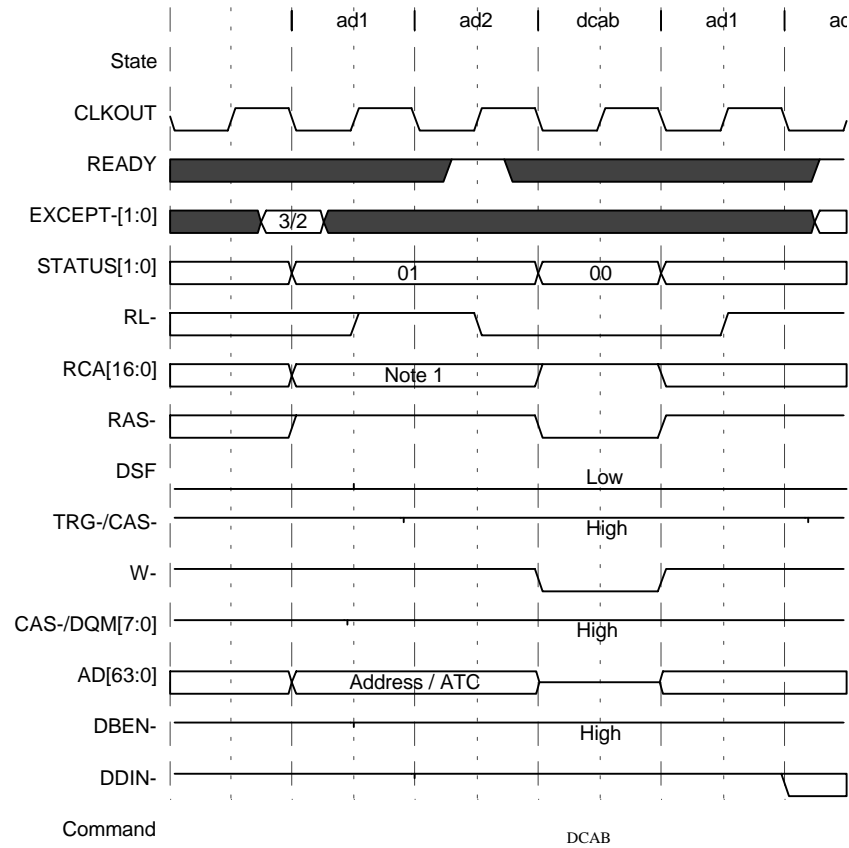 ad1 ad2 dcab ad1 ad
State
CLKOUT
READY
EXCEPT-[1:0] 3/2
STATUS[1:0] 01 00
RL-
RCA[16:0] Note 1
RAS-
DSF Low
TRG-/CAS- High
W-
CAS-/DQM[7:0] High
AD[63:0] Address / ATC
DBEN- High
DDIN-
Command DCAB